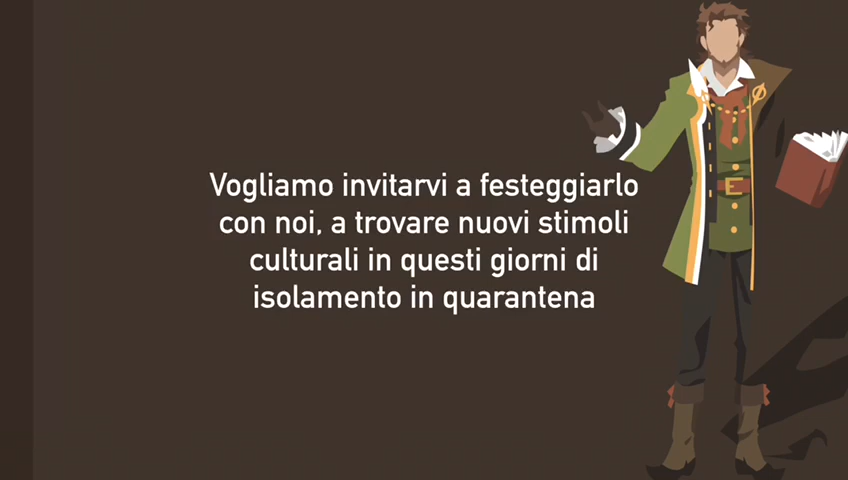 Vogliamo invitarvi a festeggiarlo
con noi, a trovare nuovi stimoli
culturali in questi giorni di
isolamento in quarantena